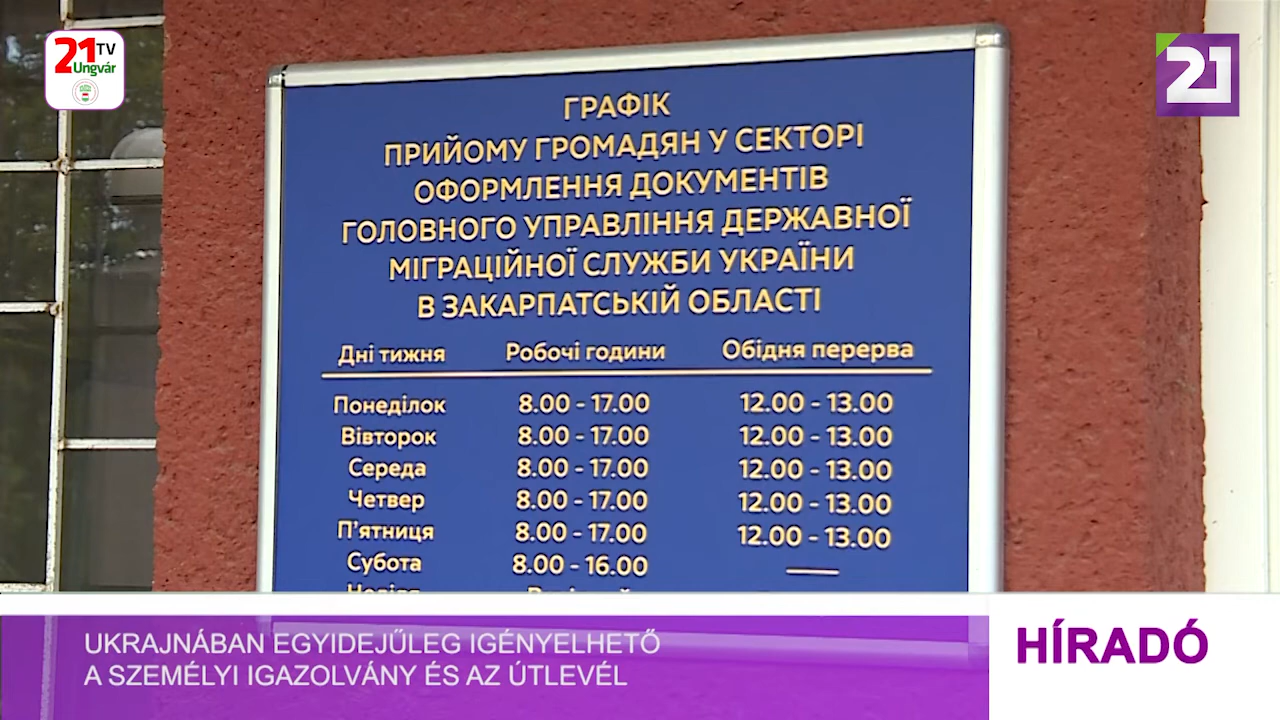 21 TV
Ungvár
21
ГРАФІК
ПРИЙОМУ ГРОМАДЯН У СЕКТОРІ
ОФОРМЛЕННЯ ДОКУМЕНТІВ
ГОЛОВНОГО УПРАВЛІННЯ ДЕРЖАВНОЇ
МІГРАЦІЙНОЇ СЛУЖБИ УКРАЇНИ
В ЗАКАРПАТСЬКІЙ ОБЛАСТІ
Дні тижня Робочі години Обідня перерва
Понеділок 8.00 - 17.00 12.00 - 13.00
Вівторок 8.00 - 17.00 12.00 - 13.00
Середа 8.00 - 17.00 12.00 - 13.00
Четвер 8.00 - 17.00 12.00 - 13.00
П'ятниця 8.00 - 17.00 12.00 - 13.00
Субота 8.00 - 16.00 —
UKRAJNÁBAN EGYIDEJŰLEG IGÉNYELHETŐ
A SZEMÉLYI IGAZOLVÁNY ÉS AZ ÚTLEVÉL
HÍRADÓ